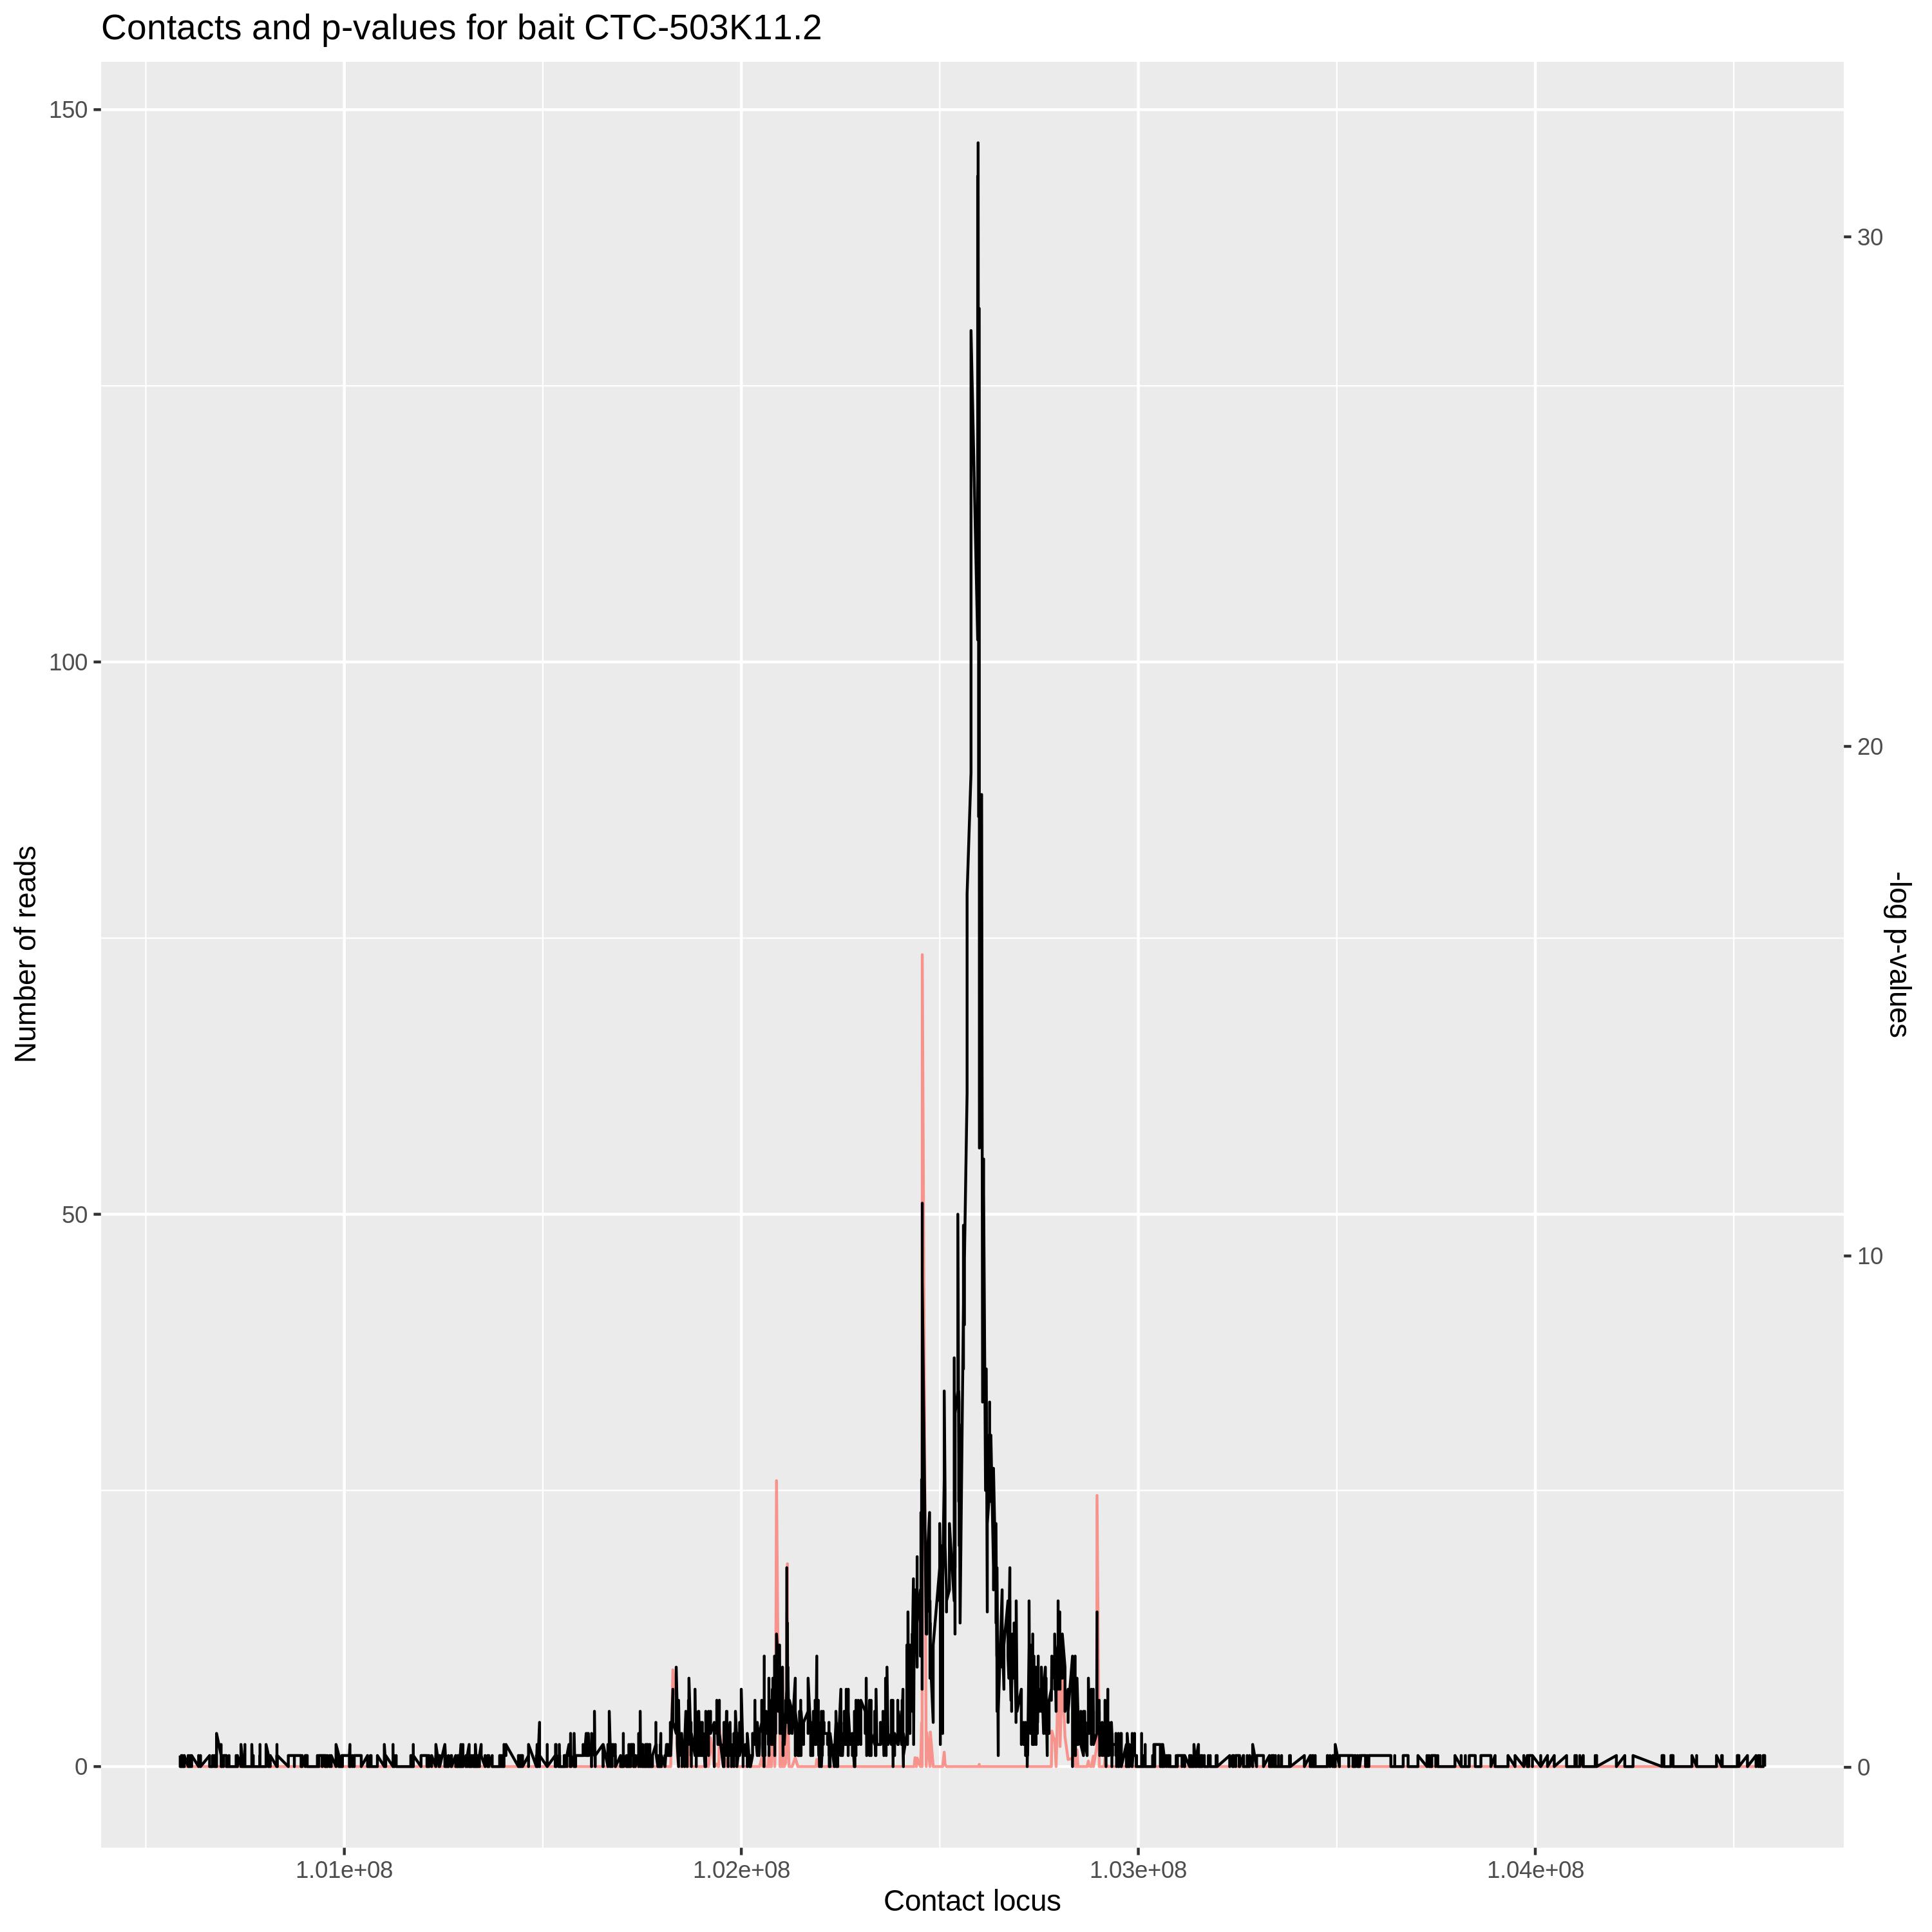 Contacts and p-values for bait CTC-503K11.2
150
100
50
0
30
20
10
0
Number of reads
-log p-values
1.01e+08
1.02e+08
1.03e+08
1.04e+08
Contact locus